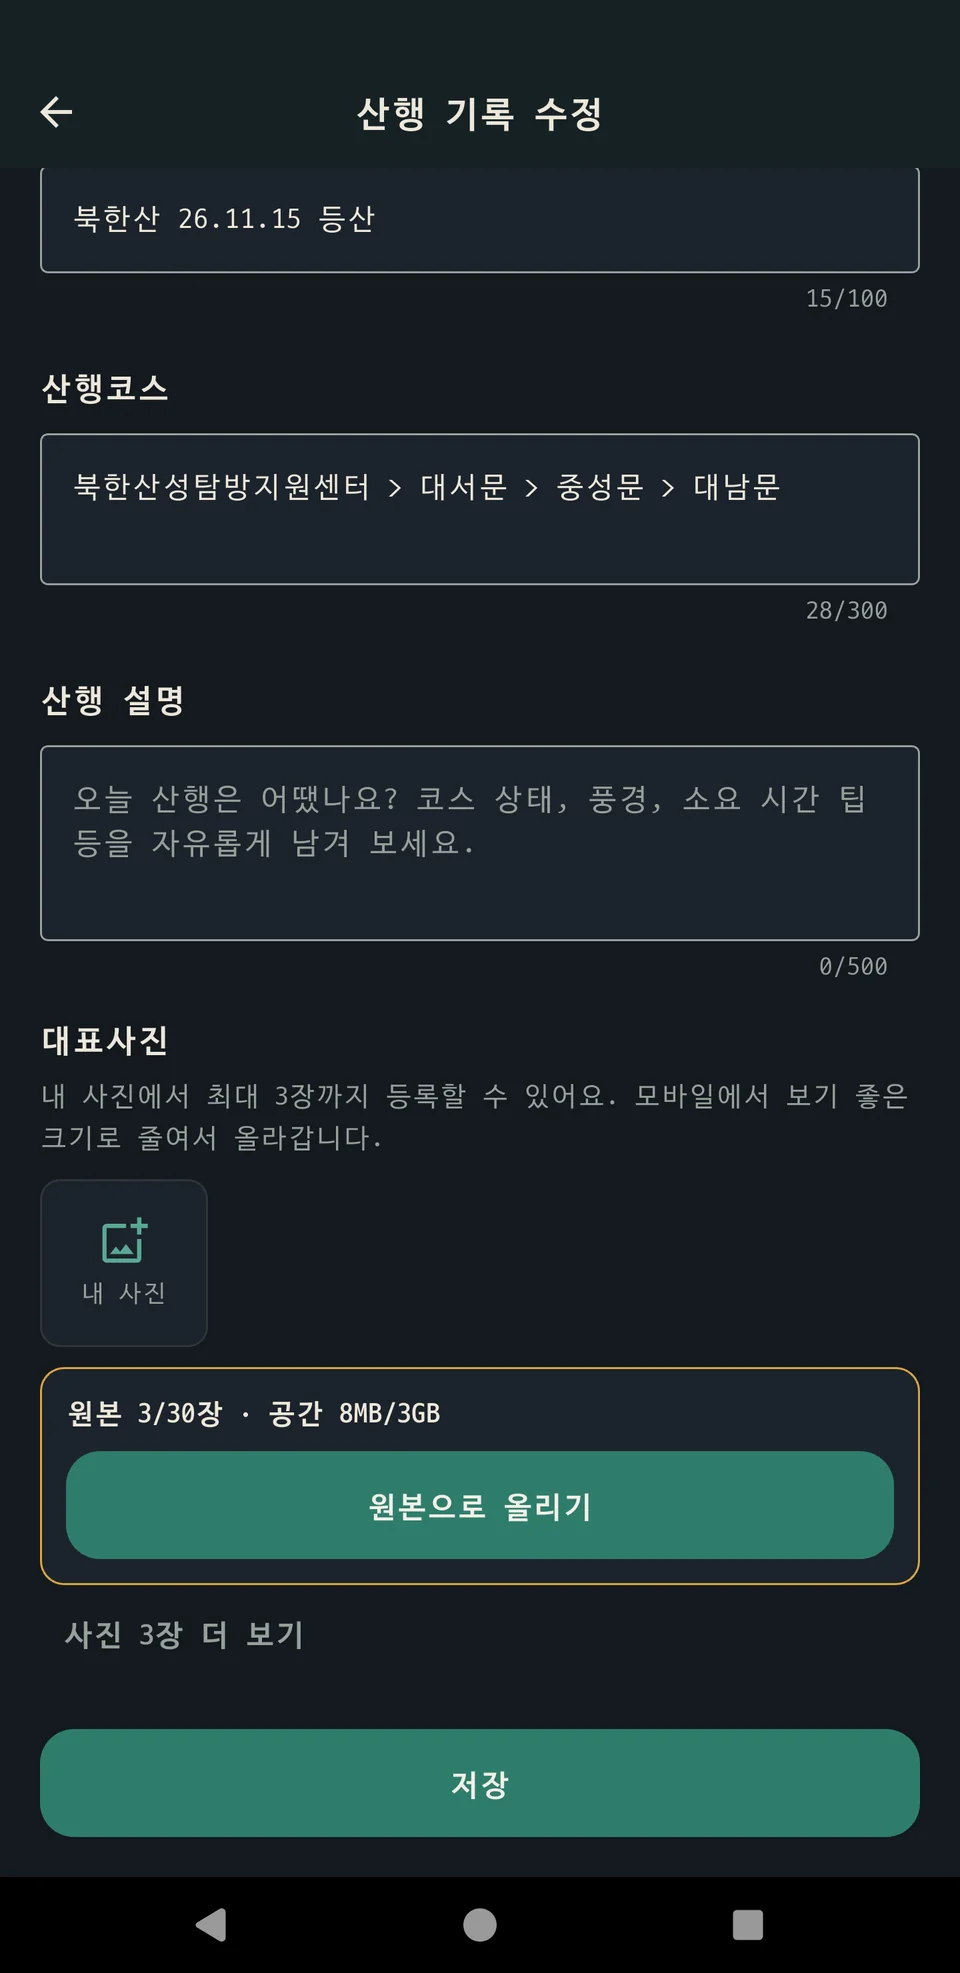 산행 기록 수정
북한산 26.11.15 등산
15/100
산행코스
북한산성탐방지원센터 > 대서문 > 중성문 > 대남문
28/300
산행 설명
오늘 산행은 어땠나요? 코스 상태, 풍경, 소요 시간 팁
등을 자유롭게 남겨 보세요.
0/500
대표사진
내 사진에서 최대 3장까지 등록할 수 있어요. 모바일에서 보기 좋은
크기로 줄여서 올라갑니다.
내 사진
원본 3/30장 · 공간 8MB/3GB
원본으로 올리기
사진 3장 더 보기
저장